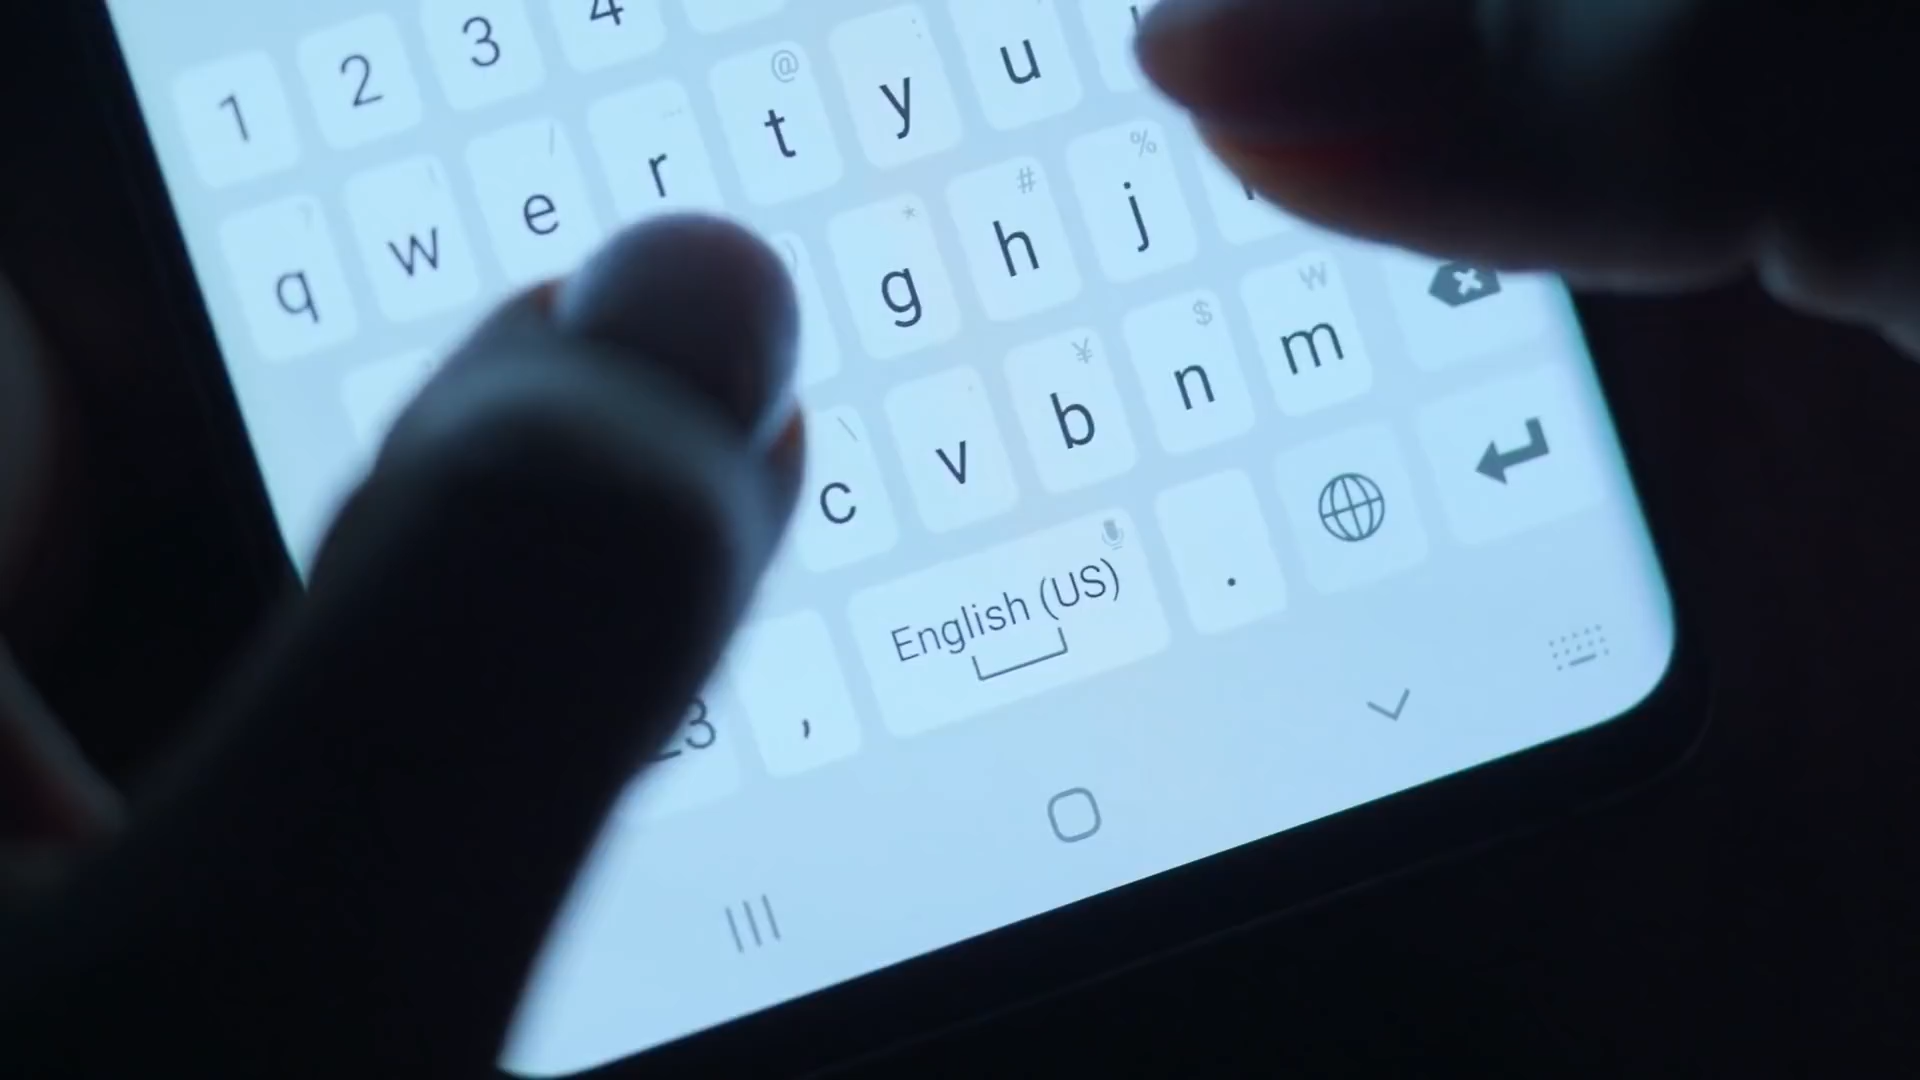 1 2 3 4
@
q w e r t y u
* # %
g h j
\ ¥ $ ₩
c v b n m
, English (US) .